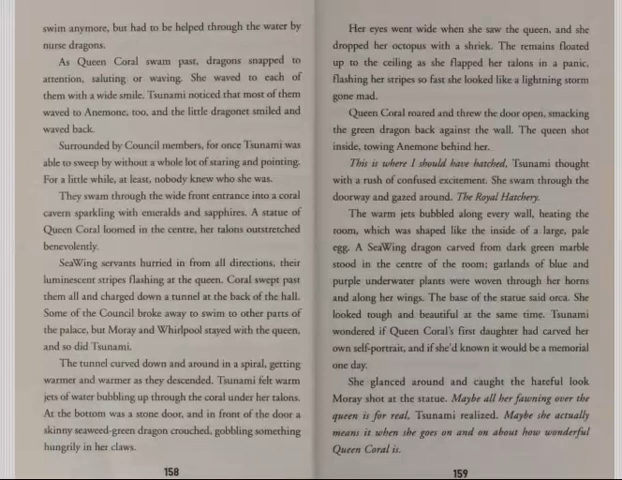 swim anymore, but had to be helped through the water by
nurse dragons.
As Queen Coral swam past, dragons snapped to
attention, saluting or waving. She waved to each of
them with a wide smile. Tsunami noticed that most of them
waved to Anemone, too, and the little dragonet smiled and
waved back.
Surrounded by Council members, for once Tsunami was
able to sweep by without a whole lot of staring and pointing.
For a little while, at least, nobody knew who she was.
They swam through the wide front entrance into a coral
cavern sparkling with emeralds and sapphires. A statue of
Queen Coral loomed in the centre, her talons outstretched
benevolently.
SeaWing servants hurried in from all directions, their
luminescent stripes flashing at the queen. Coral swept past
them all and charged down a tunnel at the back of the hall.
Some of the Council broke away to swim to other parts of
the palace, but Moray and Whirlpool stayed with the queen,
and so did Tsunami.
The tunnel curved down and around in a spiral, getting
warmer and warmer as they descended. Tsunami felt warm
jets of water bubbling up through the coral under her talons.
At the bottom was a stone door, and in front of the door a
skinny seaweed-green dragon crouched, gobbling something
hungrily in her claws.
158
Her eyes went wide when she saw the queen, and she
dropped her octopus with a shriek. The remains floated
up to the ceiling as she flapped her talons in a panic,
flashing her stripes so fast she looked like a lightning storm
gone mad.
Queen Coral roared and threw the door open, smacking
the green dragon back against the wall. The queen shot
inside, towing Anemone behind her.
This is where I should have hatched, Tsunami thought
with a rush of confused excitement. She swam through the
doorway and gazed around. The Royal Hatchery.
The warm jets bubbled along every wall, heating the
room, which was shaped like the inside of a large, pale
egg. A SeaWing dragon carved from dark green marble
stood in the centre of the room; garlands of blue and
purple underwater plants were woven through her horns
and along her wings. The base of the statue said orca. She
looked tough and beautiful at the same time. Tsunami
wondered if Queen Coral's first daughter had carved her
own self-portrait, and if she'd known it would be a memorial
one day.
She glanced around and caught the hateful look
Moray shot at the statue. Maybe all her fawning over the
queen is for real, Tsunami realized. Maybe she actually
means it when she goes on and on about how wonderful
Queen Coral is.
159